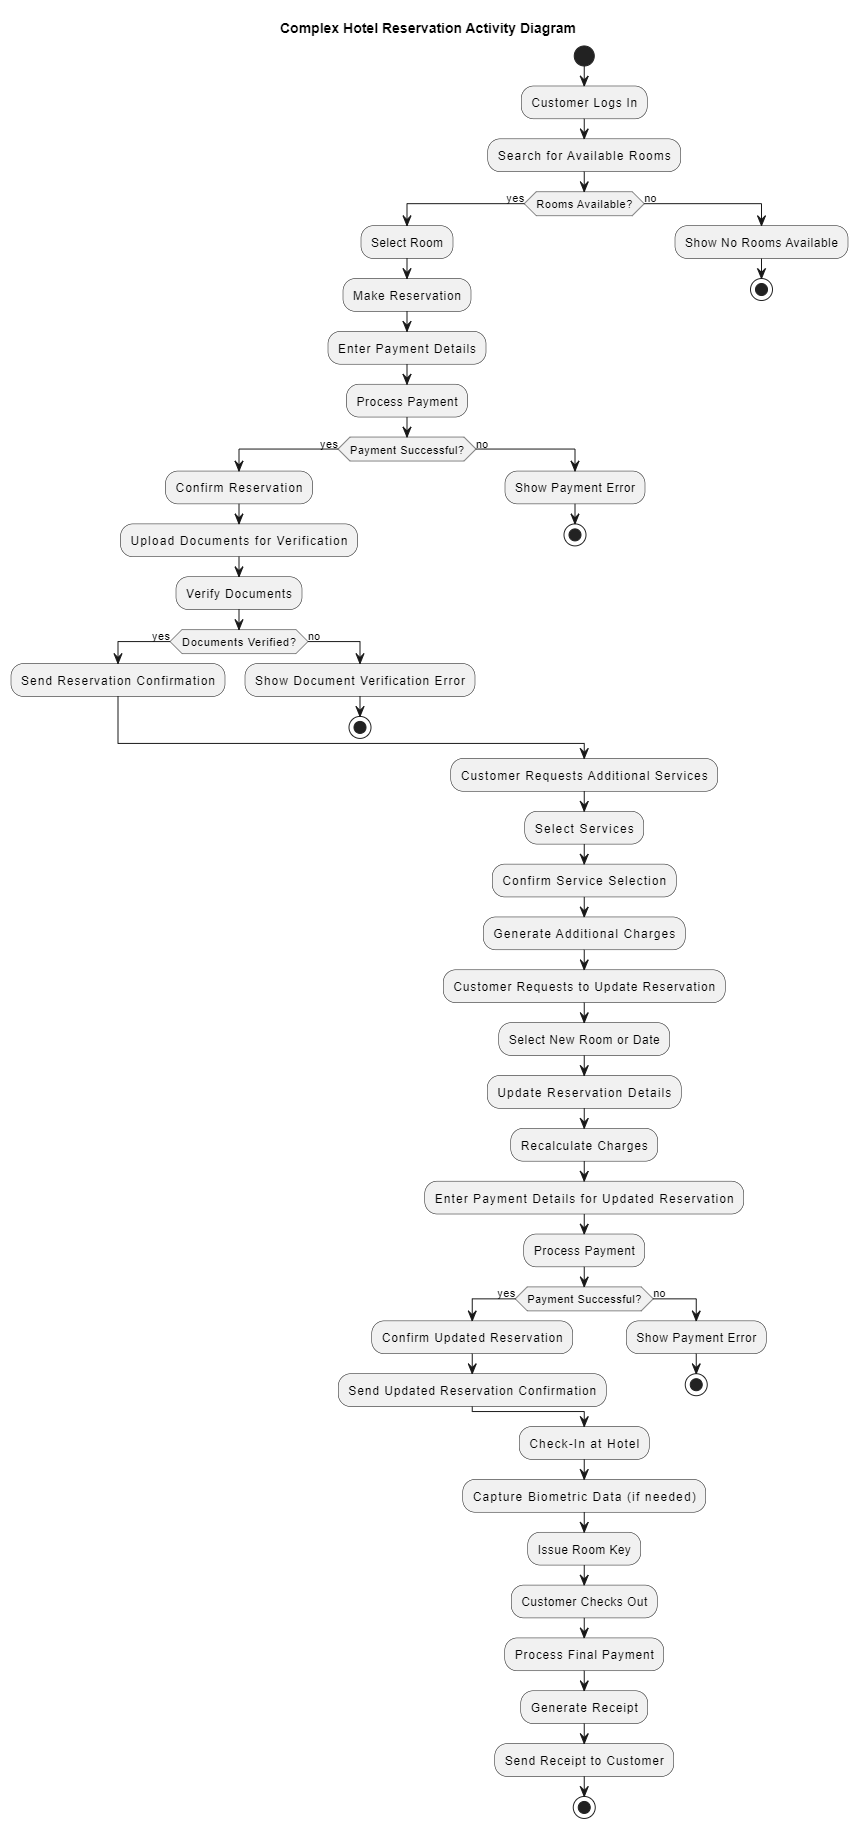 Complex Hotel Reservation Activity Diagram
Customer Logs In
Search for Available Rooms
yes
Rooms Available?
no
Select Room
Show No Rooms Available
Make Reservation
Enter Payment Details
Process Payment
yes
Payment Successful?
no
Confirm Reservation
Show Payment Error
Upload Documents for Verification
Verify Documents
yes
Documents Verified?
no
Send Reservation Confirmation
Show Document Verification Error
Customer Requests Additional Services
Select Services
Confirm Service Selection
Generate Additional Charges
Customer Requests to Update Reservation
Select New Room or Date
Update Reservation Details
Recalculate Charges
Enter Payment Details for Updated Reservation
Process Payment
yes
Payment Successful?
no
Confirm Updated Reservation
Show Payment Error
Send Updated Reservation Confirmation
Check-In at Hotel
Capture Biometric Data (if needed)
Issue Room Key
Customer Checks Out
Process Final Payment
Generate Receipt
Send Receipt to Customer